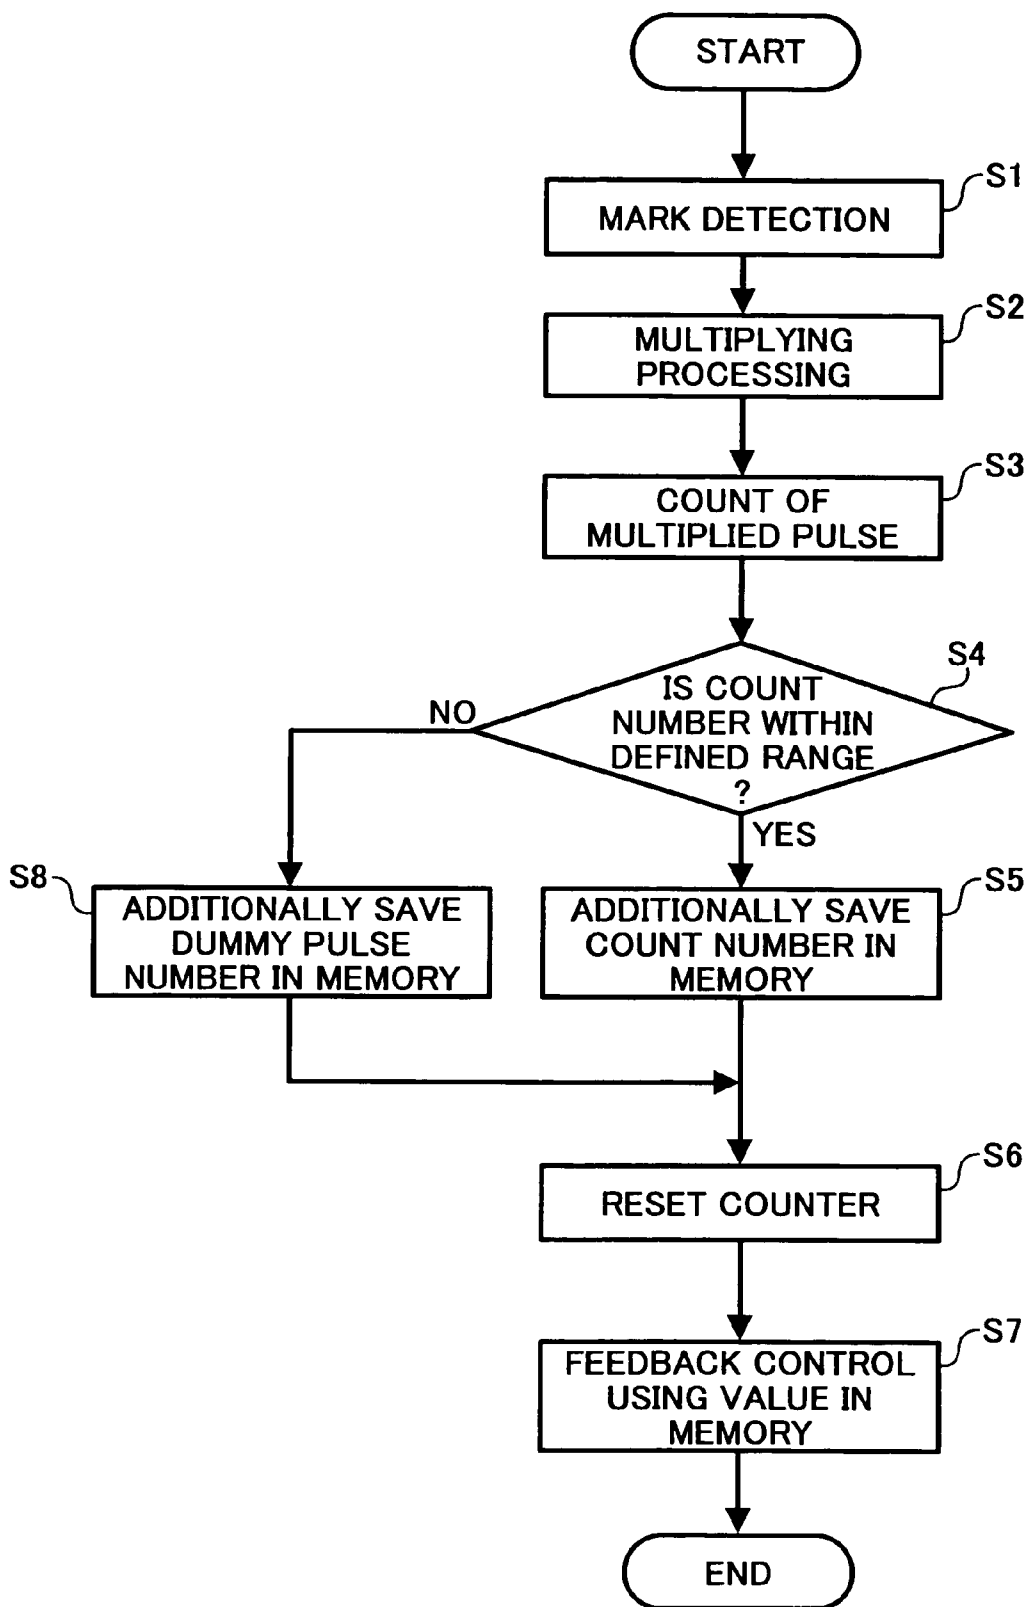 START
S1
MARK DETECTION
S2
MULTIPLYING
PROCESSING
S3
COUNT OF
MULTIPLIED PULSE
S4
IS COUNT
NUMBER WITHIN
DEFINED RANGE
?
NO
YES
S8
ADDITIONALLY SAVE
DUMMY PULSE
NUMBER IN MEMORY
S5
ADDITIONALLY SAVE
COUNT NUMBER IN
MEMORY
S6
RESET COUNTER
S7
FEEDBACK CONTROL
USING VALUE IN
MEMORY
END